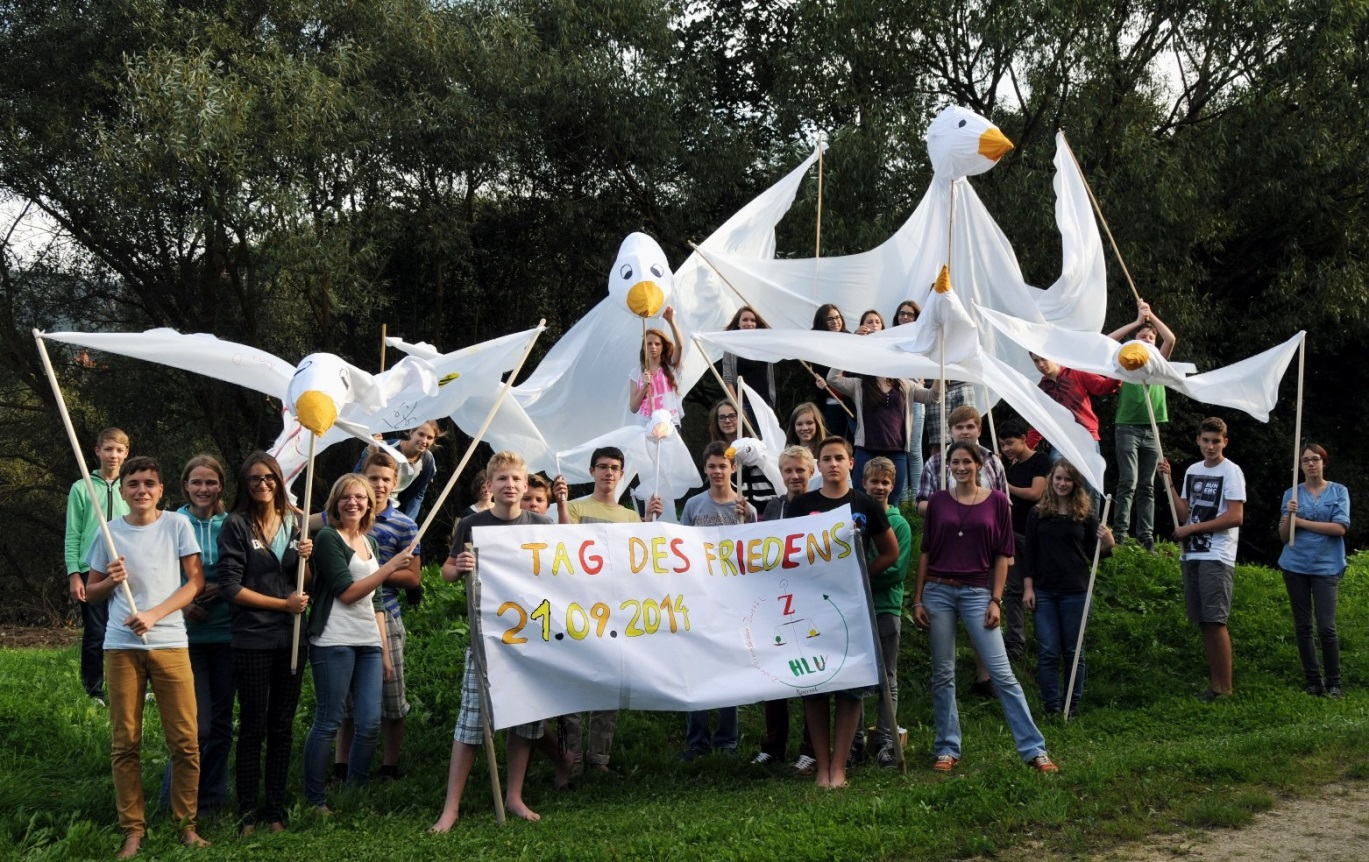 TAG DES FRIEDENS
21.09.2014
Z
HLU